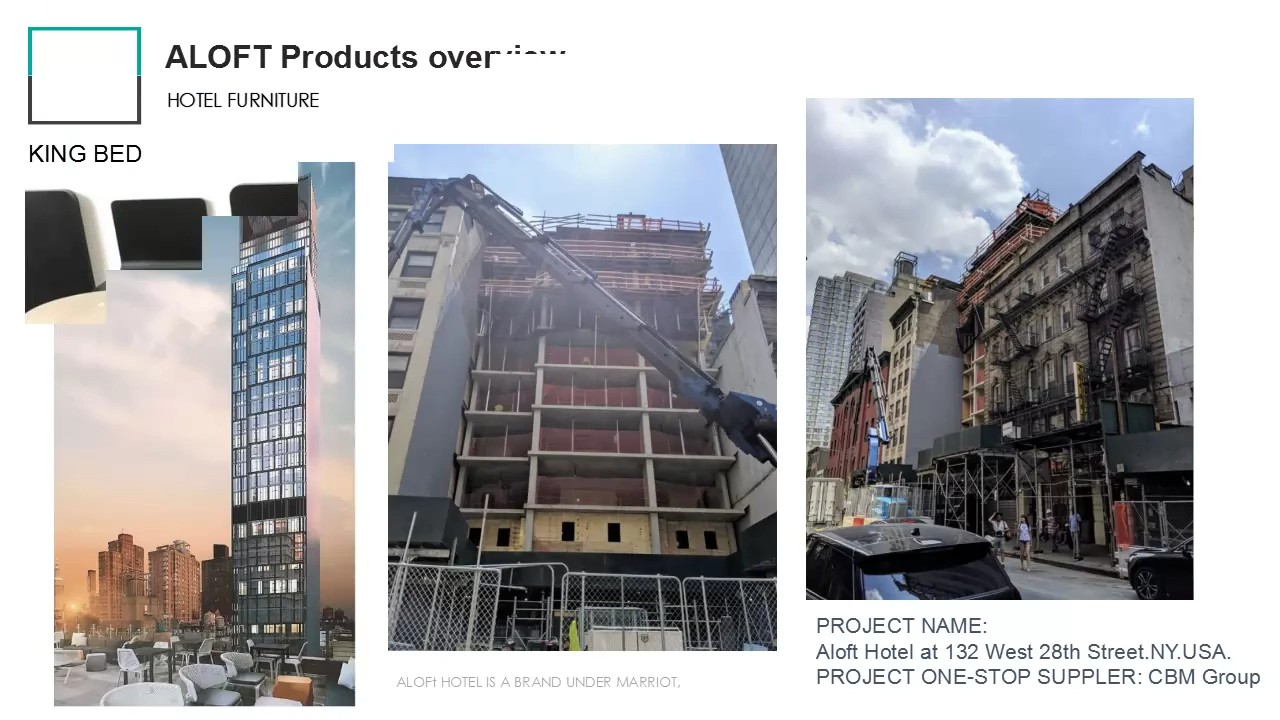 ALOFT Products overview
HOTEL FURNITURE
KING BED
ALOFt HOTEL IS A BRAND UNDER MARRIOT,
PROJECT NAME:
Aloft Hotel at 132 West 28th Street.NY.USA.
PROJECT ONE-STOP SUPPLER: CBM Group